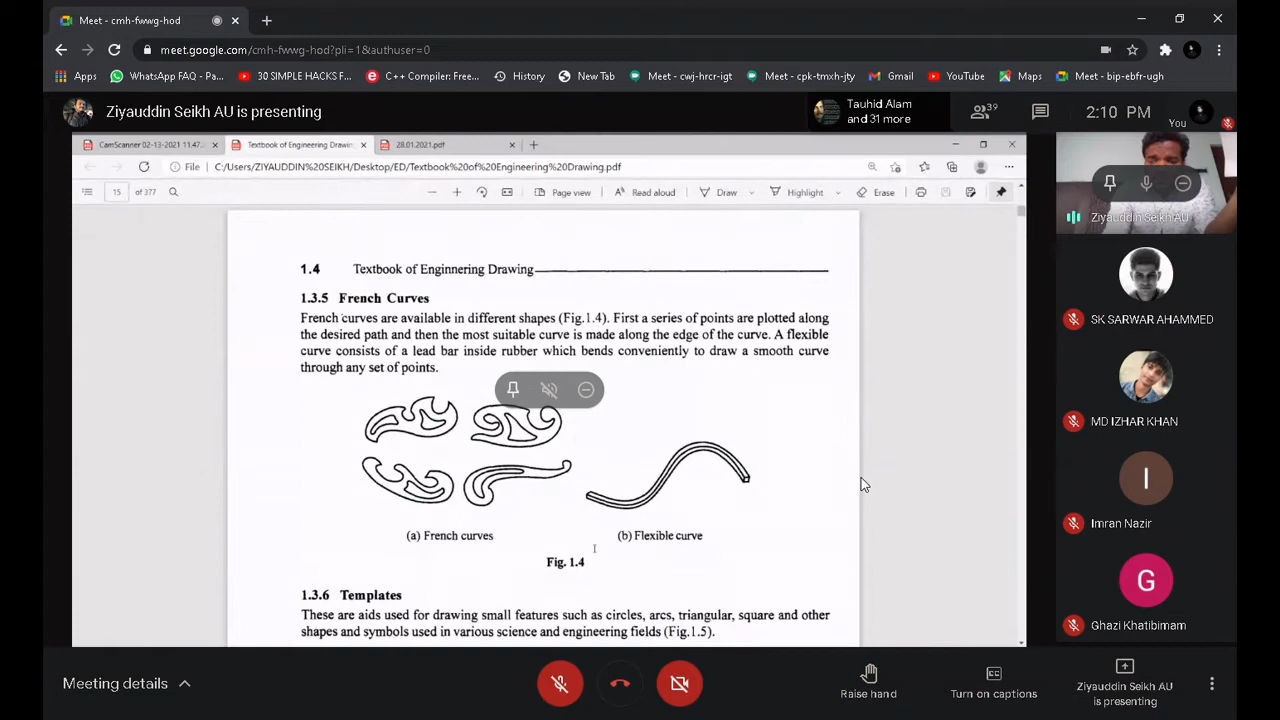 Meet - cmh-fwwg-hod
meet.google.com/cmh-fwwg-hod?pli=1&authuser=0
Apps WhatsApp FAQ - Pa... 30 SIMPLE HACKS F... C++ Compiler: Free... History New Tab Meet - cwj-hrcr-igt Meet - cpk-tmxh-jty Gmail YouTube Maps Meet - bip-ebfr-ugh
Ziyauddin Seikh AU is presenting
Tauhid Alam
and 31 more
39
2:10 PM
You
CamScanner 02-13-2021 11.47. Textbook of Engineering Drawin 28.01.2021.pdf
File C:/Users/ZIYAUDDIN%20SEIKH/Desktop/ED/Textbook%20of%20Engineering%20Drawing.pdf
15 of 377 Page view Read aloud Draw Highlight Erase
1.4 Textbook of Enginnering Drawing
1.3.5 French Curves
French curves are available in different shapes (Fig.1.4). First a series of points are plotted along
the desired path and then the most suitable curve is made along the edge of the curve. A flexible
curve consists of a lead bar inside rubber which bends conveniently to draw a smooth curve
through any set of points.
(a) French curves (b) Flexible curve
Fig. 1.4
1.3.6 Templates
These are aids used for drawing small features such as circles, arcs, triangular, square and other
shapes and symbols used in various science and engineering fields (Fig.1.5).
Ziyauddin Seikh AU
SK SARWAR AHAMMED
MD IZHAR KHAN
I
Imran Nazir
G
Ghazi Khatibimam
Meeting details
Raise hand
Turn on captions
Ziyauddin Seikh AU
is presenting